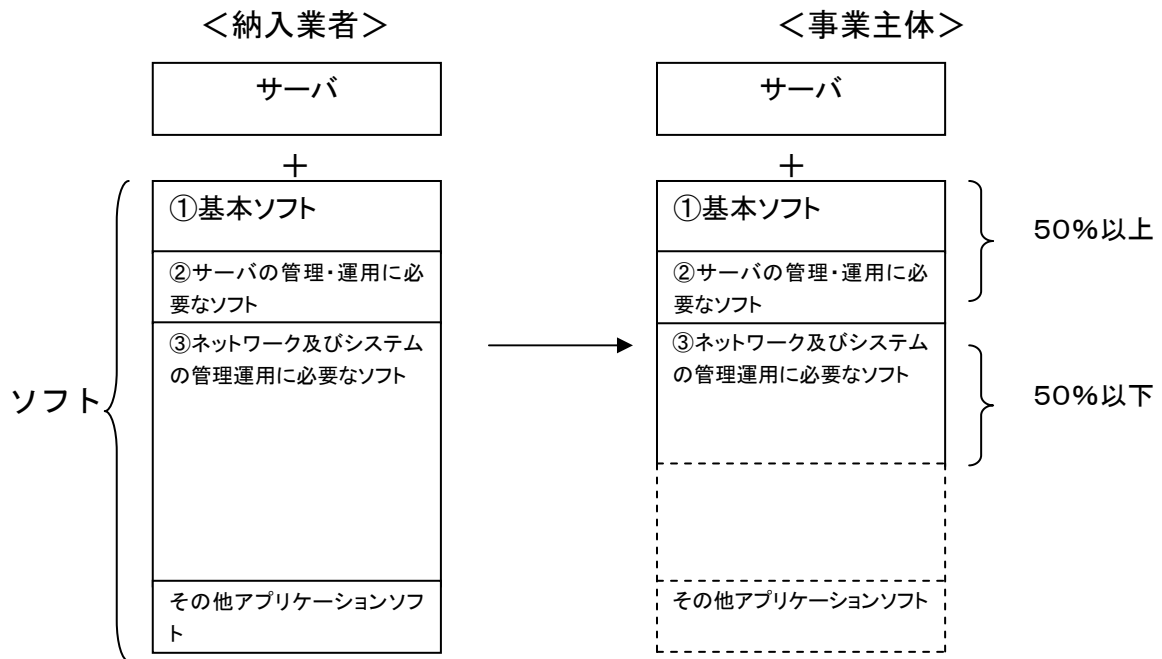 ＜納入業者＞
＜事業主体＞
サーバ
サーバ
＋
＋
①基本ソフト
②サーバの管理・運用に必
要なソフト
③ネットワーク及びシステム
の管理運用に必要なソフト
その他アプリケーションソフ
ト
ソフト
①基本ソフト
②サーバの管理・運用に必
要なソフト
③ネットワーク及びシステム
の管理運用に必要なソフト
その他アプリケーションソフト
５０％以上
５０％以下